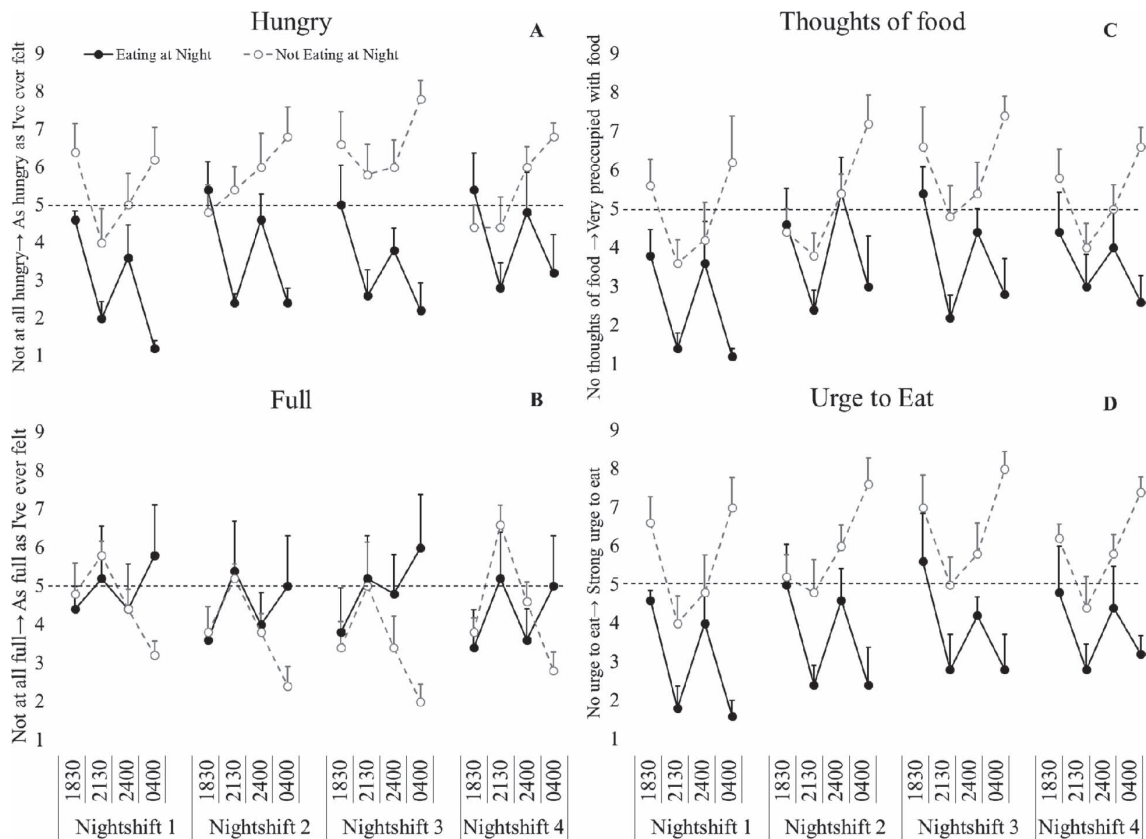 Hungry
A
Eating at Night
Not Eating at Night
Not at all hungry→ As hungry as I've ever felt
9
8
7
6
5
4
3
2
1
Thoughts of food
C
No thoughts of food →Very preoccupied with food
9
8
7
6
5
4
3
2
1
Full
B
Not at all full→ As full as I've ever felt
9
8
7
6
5
4
3
2
1
Urge to Eat
D
No urge to eat→ Strong urge to eat
9
8
7
6
5
4
3
2
1
1830 2130 2400 0400 1830 2130 2400 0400 1830 2130 2400 0400 1830 2130 2400 0400
Nightshift 1 Nightshift 2 Nightshift 3 Nightshift 4
1830 2130 2400 0400 1830 2130 2400 0400 1830 2130 2400 0400 1830 2130 2400 0400
Nightshift 1 Nightshift 2 Nightshift 3 Nightshift 4